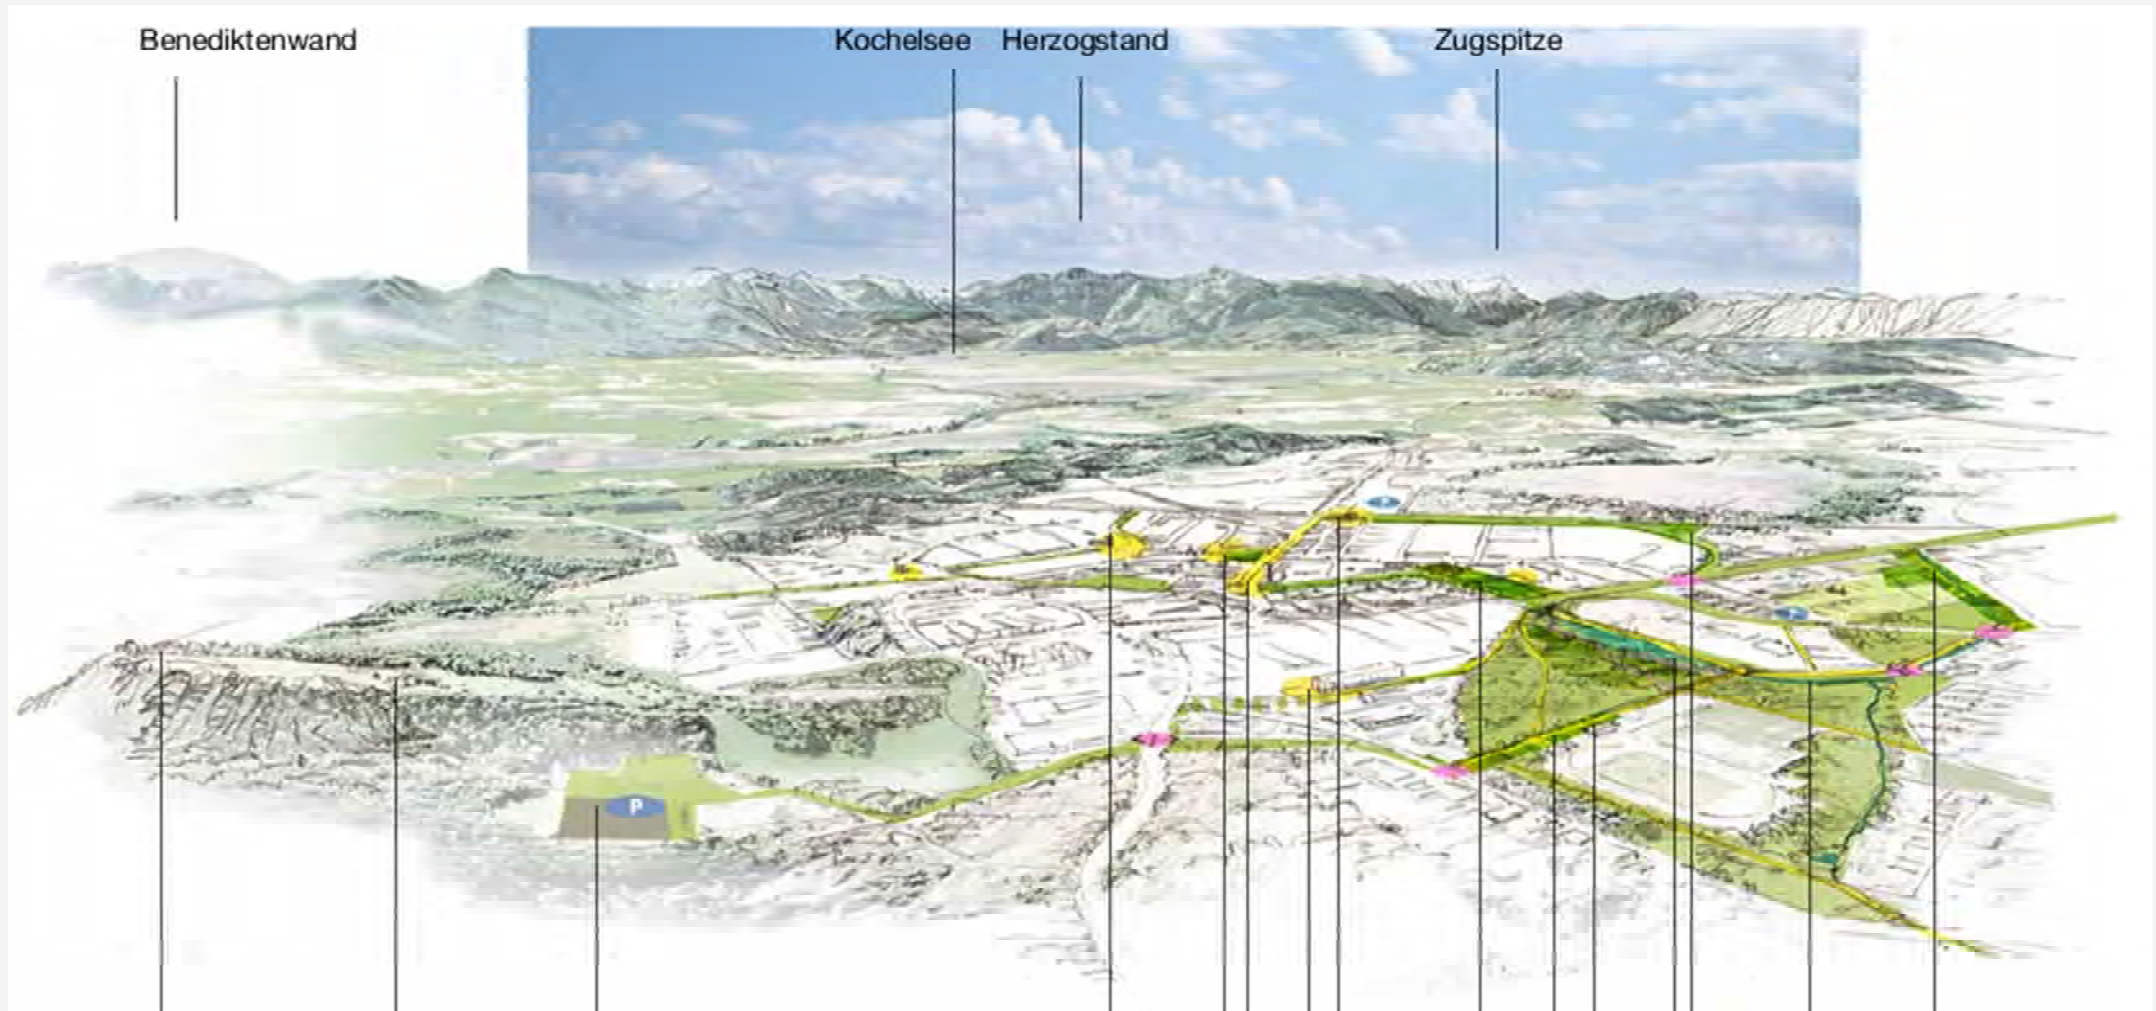 Benediktenwand
Kochelsee
Herzogstand
Zugspitze
P